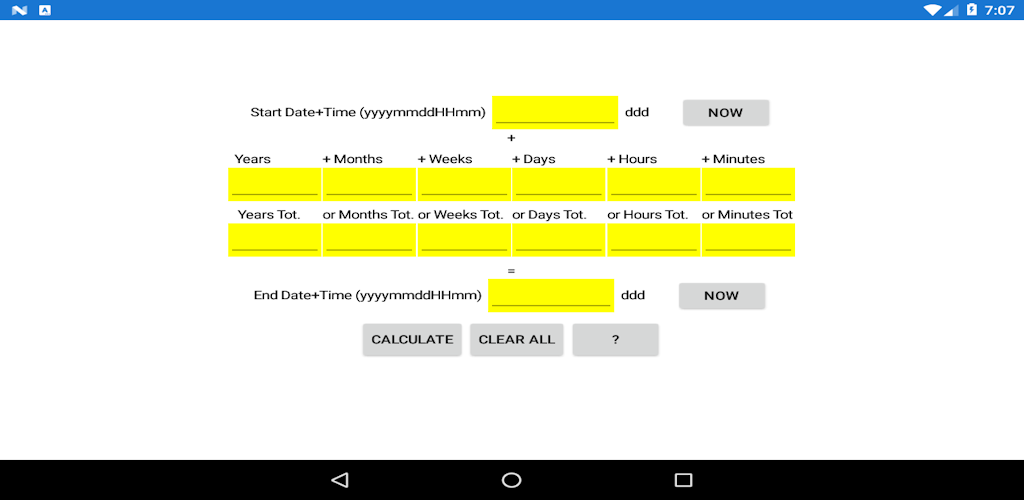 7:07
Start Date+Time (yyyymmddHHmm) ddd NOW
+
Years + Months + Weeks + Days + Hours + Minutes
Years Tot. or Months Tot. or Weeks Tot. or Days Tot. or Hours Tot. or Minutes Tot
=
End Date+Time (yyyymmddHHmm) ddd NOW
CALCULATE CLEAR ALL ?